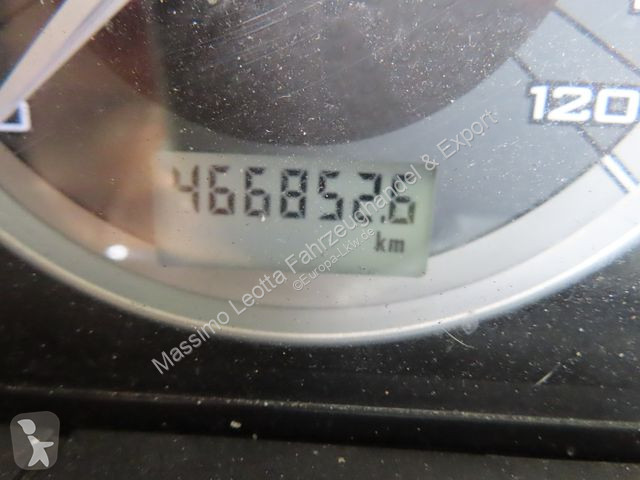 120
466852.6
km
Massimo Leotta Fahrzeughandel & Export
©Europa-LKW.de